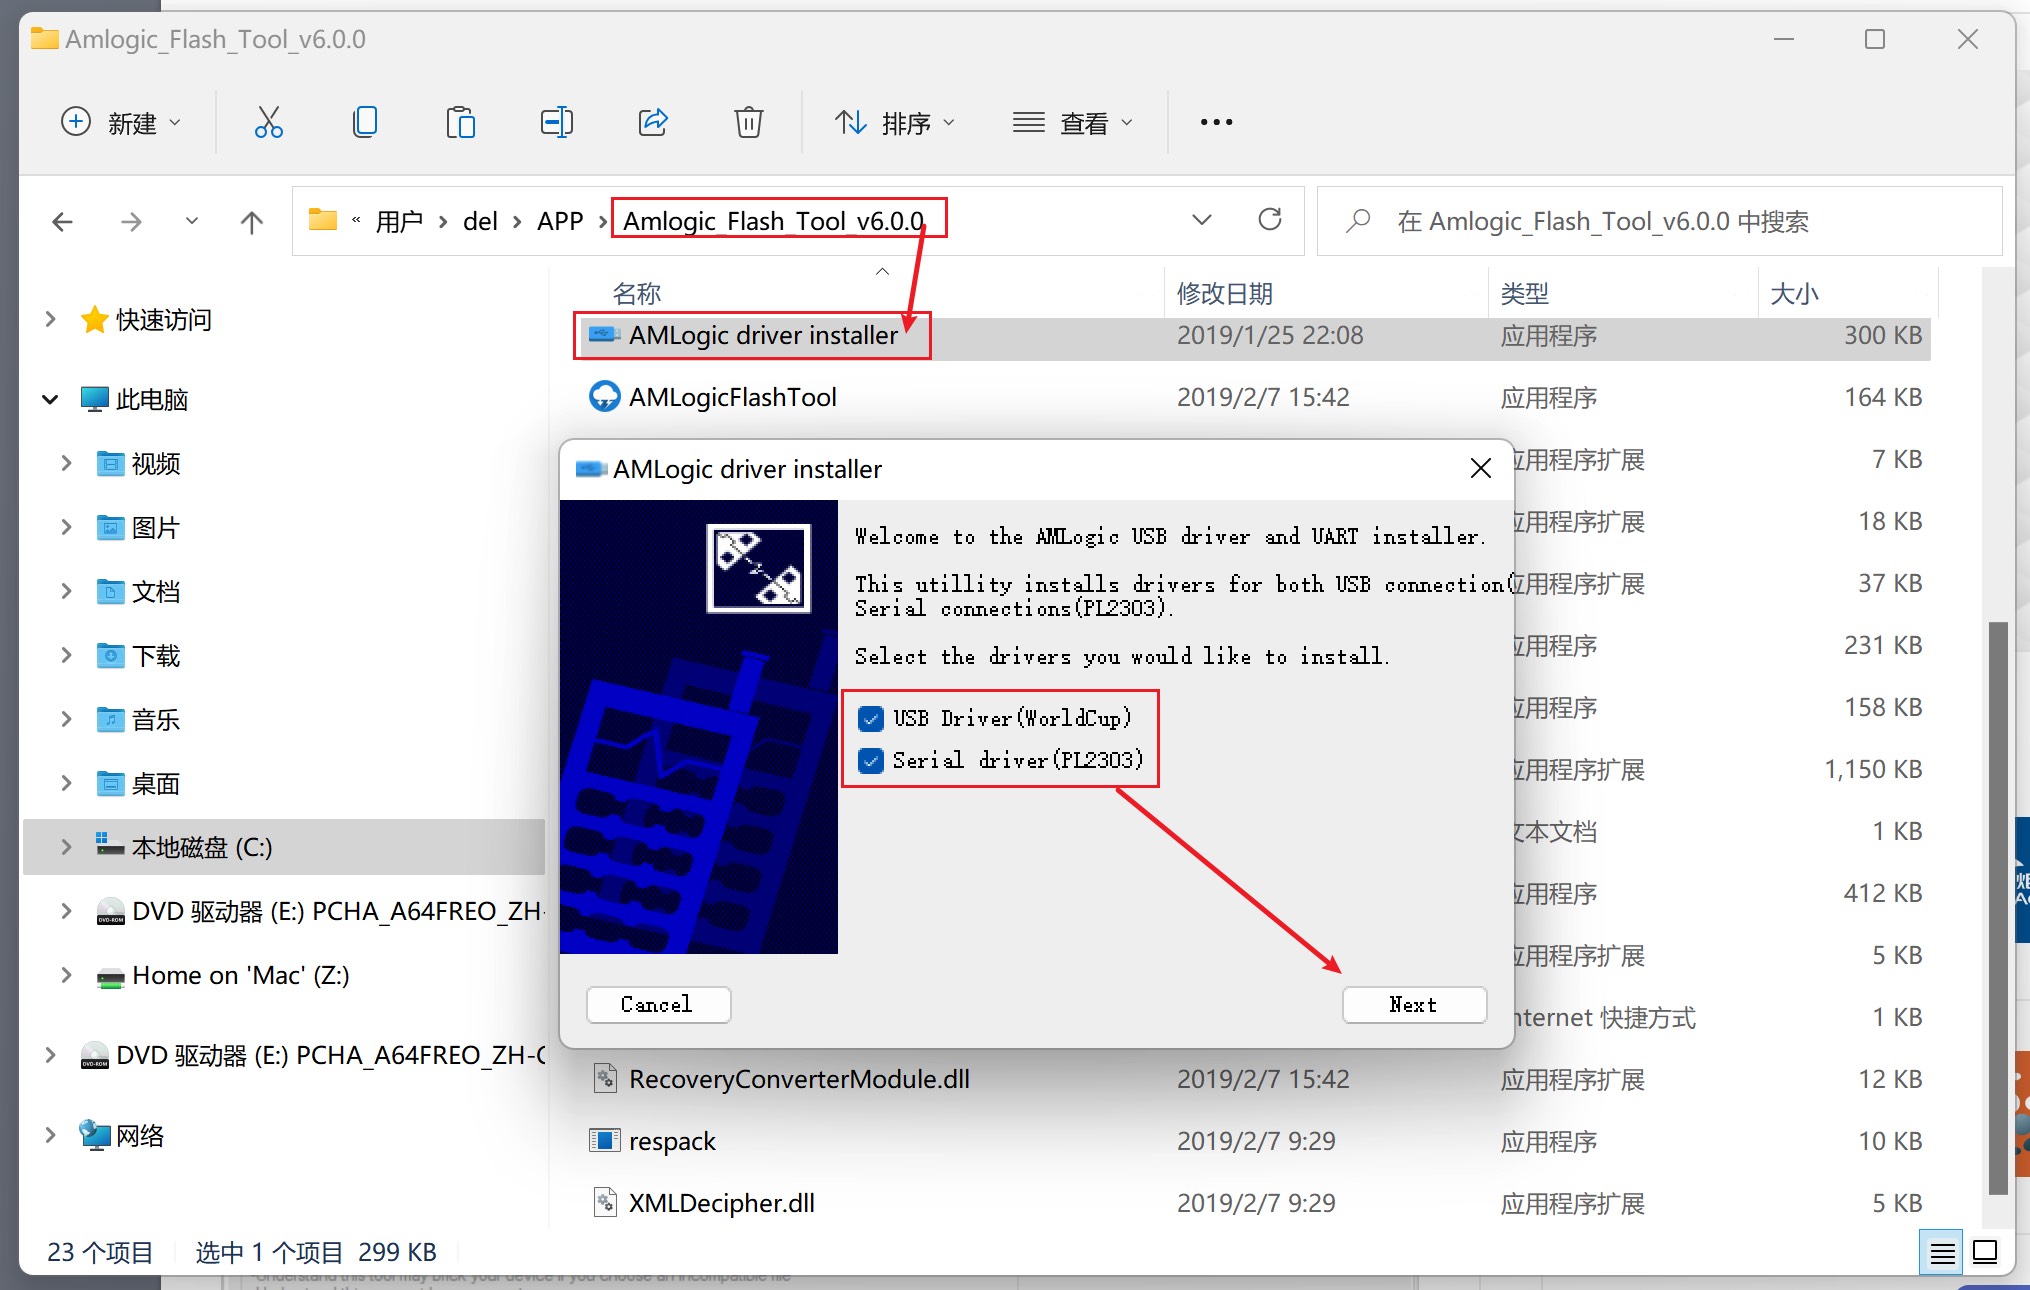 Amlogic_Flash_Tool_v6.0.0
新建
排序
查看
« 用户 › del › APP › Amlogic_Flash_Tool_v6.0.0
在 Amlogic_Flash_Tool_v6.0.0 中搜索
名称 修改日期 类型 大小
快速访问
此电脑
视频
图片
文档
下载
音乐
桌面
本地磁盘 (C:)
DVD 驱动器 (E:) PCHA_A64FREO_ZH-
Home on 'Mac' (Z:)
DVD 驱动器 (E:) PCHA_A64FREO_ZH-C
网络
AMLogic driver installer 2019/1/25 22:08 应用程序 300 KB
AMLogicFlashTool 2019/2/7 15:42 应用程序 164 KB
应用程序扩展 7 KB
应用程序扩展 18 KB
应用程序扩展 37 KB
应用程序 231 KB
应用程序 158 KB
应用程序扩展 1,150 KB
文本文档 1 KB
应用程序 412 KB
应用程序扩展 5 KB
nternet 快捷方式 1 KB
RecoveryConverterModule.dll 2019/2/7 15:42 应用程序扩展 12 KB
respack 2019/2/7 9:29 应用程序 10 KB
XMLDecipher.dll 2019/2/7 9:29 应用程序扩展 5 KB
AMLogic driver installer
Welcome to the AMLogic USB driver and UART installer.
This utillity installs drivers for both USB connection(
Serial connections(PL2303).
Select the drivers you would like to install.
USB Driver(WorldCup)
Serial driver(PL2303)
Cancel
Next
23 个项目 选中 1 个项目 299 KB